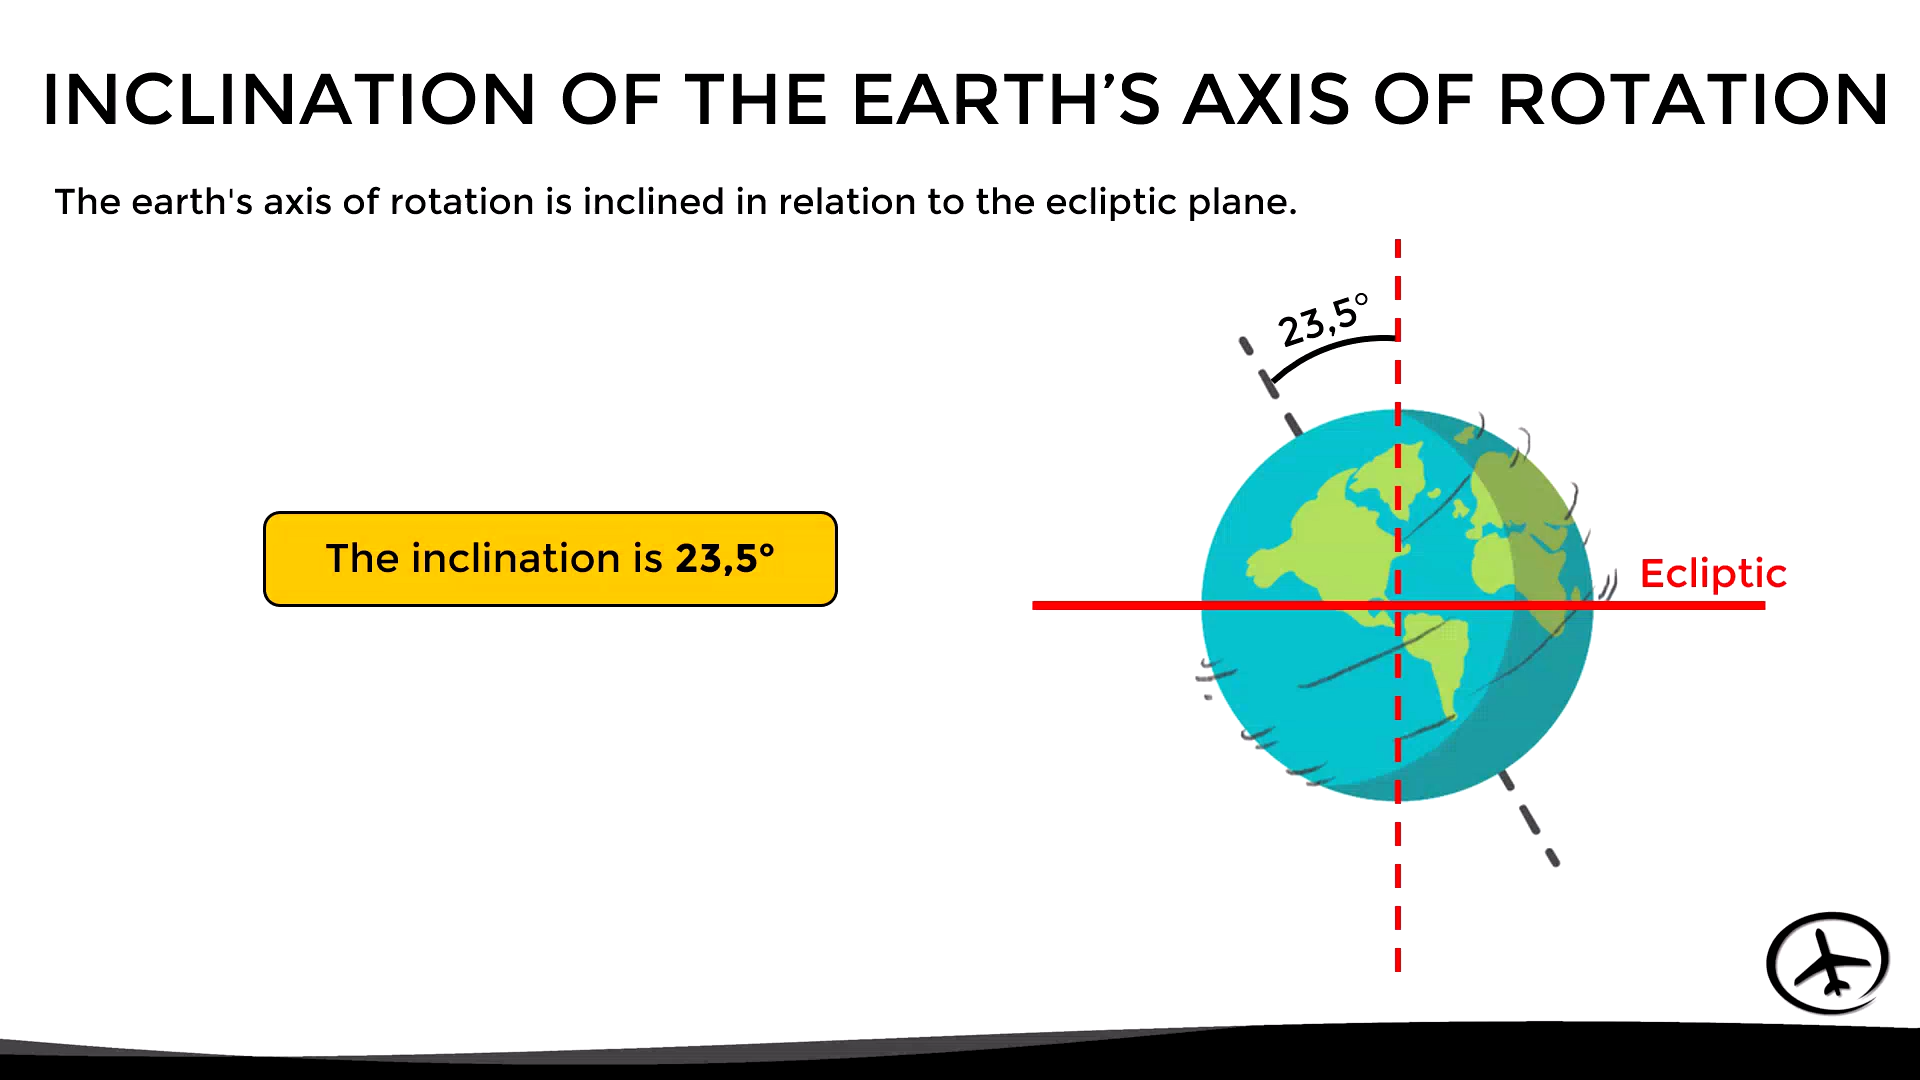 INCLINATION OF THE EARTH’S AXIS OF ROTATION
The earth's axis of rotation is inclined in relation to the ecliptic plane.
23,5°
The inclination is 23,5°
Ecliptic